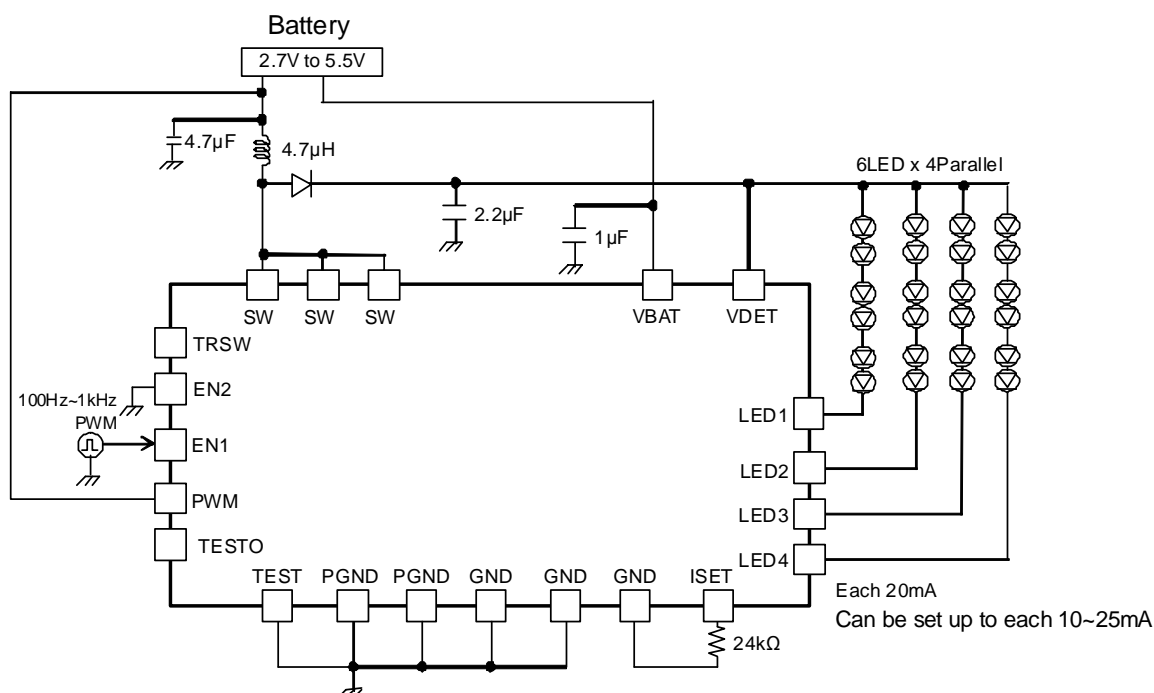 Battery
2.7V to 5.5V
4.7µF
4.7µH
6LED x 4Parallel
2.2µF
1µF
SW
SW
SW
VBAT
VDET
TRSW
EN2
100Hz~1kHz
PWM
EN1
PWM
TESTO
LED1
LED2
LED3
LED4
TEST
PGND
PGND
GND
GND
GND
ISET
24kΩ
Each 20mA
Can be set up to each 10~25mA